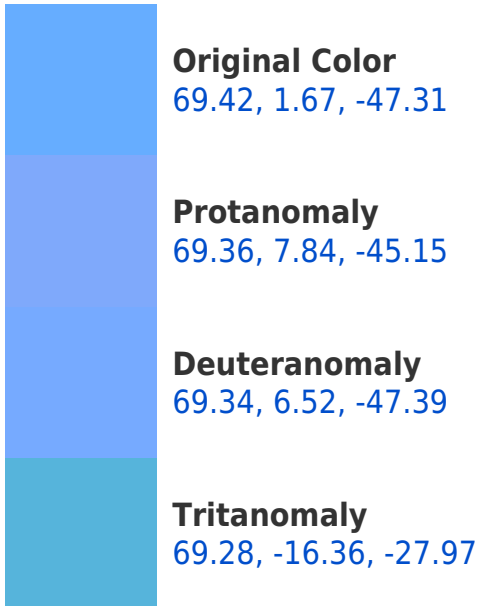 Original Color
69.42, 1.67, -47.31
Protanomaly
69.36, 7.84, -45.15
Deuteranomaly
69.34, 6.52, -47.39
Tritanomaly
69.28, -16.36, -27.97